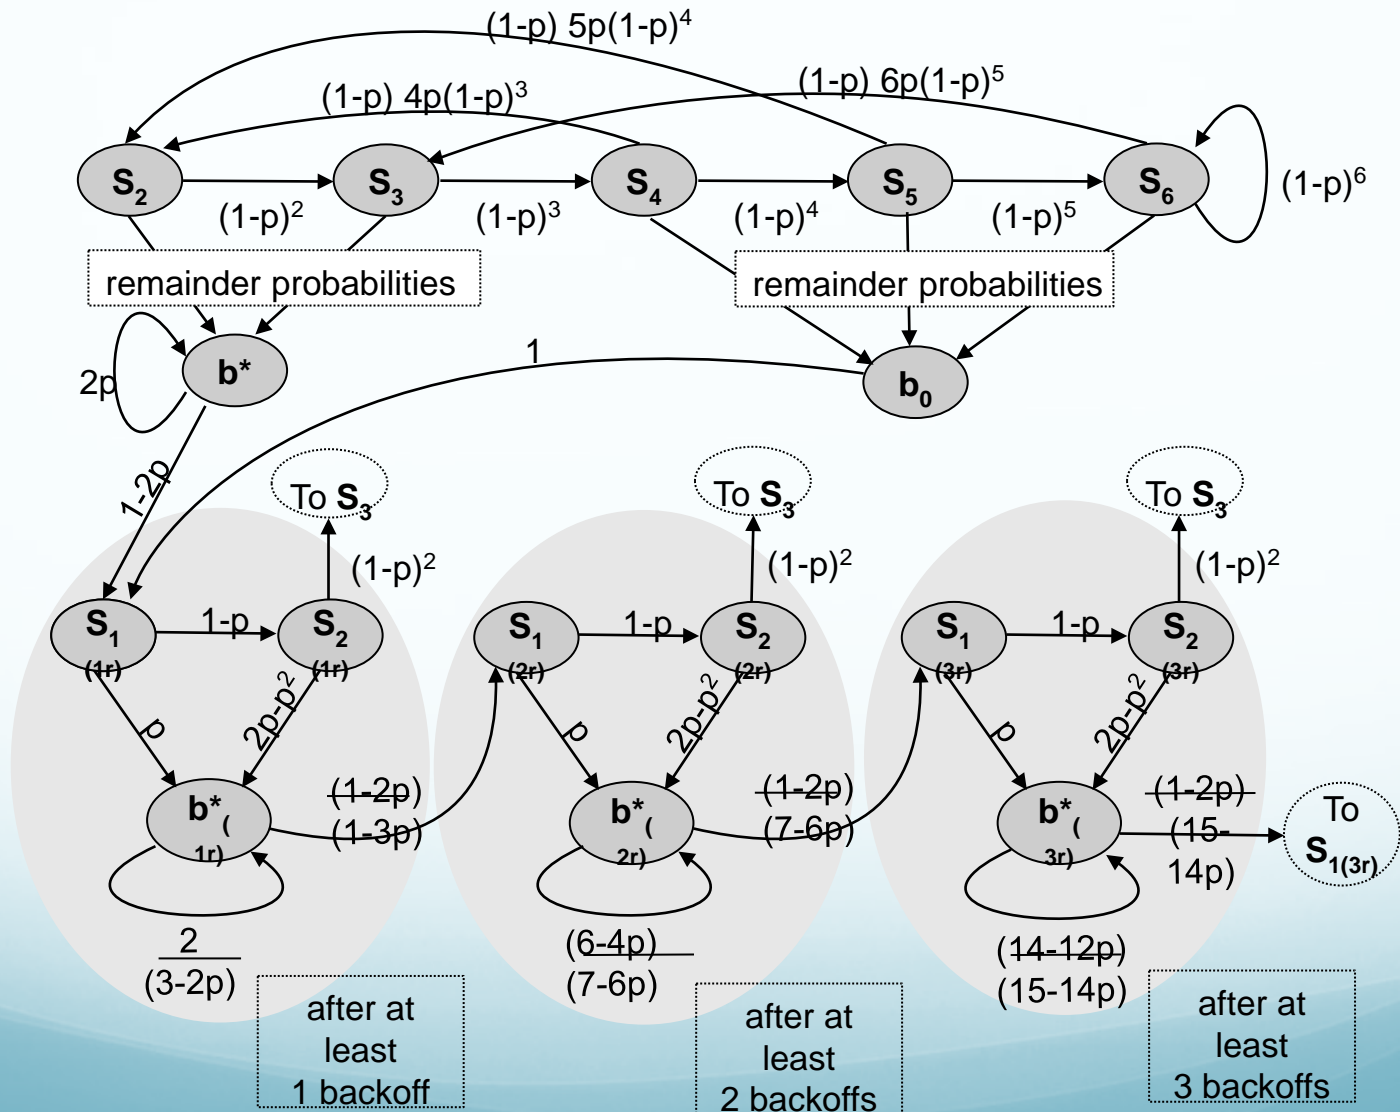 (1-p) 5p(1-p)⁴
(1-p) 6p(1-p)⁵
(1-p) 4p(1-p)³
S₂
S₃
S₄
S₅
S₆
(1-p)⁶
(1-p)²
(1-p)³
(1-p)⁴
(1-p)⁵
remainder probabilities
remainder probabilities
2p
b*
1
b₀
1-2p
To S₃
To S₃
To S₃
(1-p)²
(1-p)²
(1-p)²
S₁
(1r)
1-p
S₂
(1r)
S₁
(2r)
1-p
S₂
(2r)
S₁
(3r)
1-p
S₂
(3r)
p
2p-p²
p
2p-p²
p
2p-p²
b*(
1r)
(1-2p)
(1-3p)
b*(
2r)
(1-2p)
(7-6p)
b*(
3r)
(1-2p)
(15-
14p)
To
S₁₍₃ᵣ₎
2
(3-2p)
(6-4p)
(7-6p)
(14-12p)
(15-14p)
after at
least
1 backoff
after at
least
2 backoffs
after at
least
3 backoffs